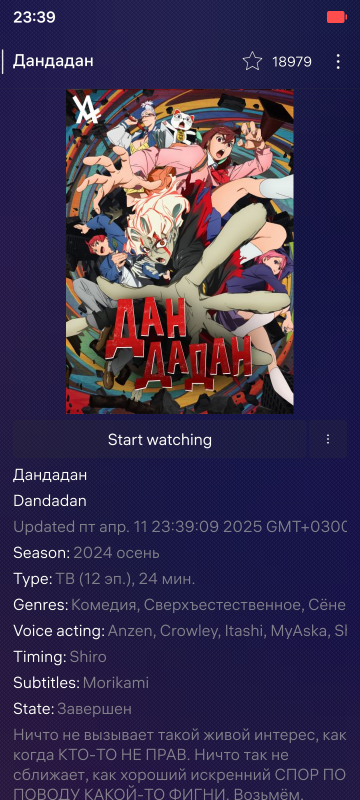 23:39
Дандадан
18979
ДАН
ДАДАН
Start watching
Дандадан
Dandadan
Updated пт апр. 11 23:39:09 2025 GMT+030
Season: 2024 осень
Type: ТВ (12 эп.), 24 мин.
Genres: Комедия, Сверхъестественное, Сёне
Voice acting: Anzen, Crowley, Itashi, MyAska, Sh
Timing: Shiro
Subtitles: Morikami
State: Завершен
Ничто не вызывает такой живой интерес, как
когда КТО-ТО НЕ ПРАВ. Ничто так не
сближает, как хороший искренний СПОР ПО
ПОВОДУ КАКОЙ-ТО ФИГНИ. Возьмём,